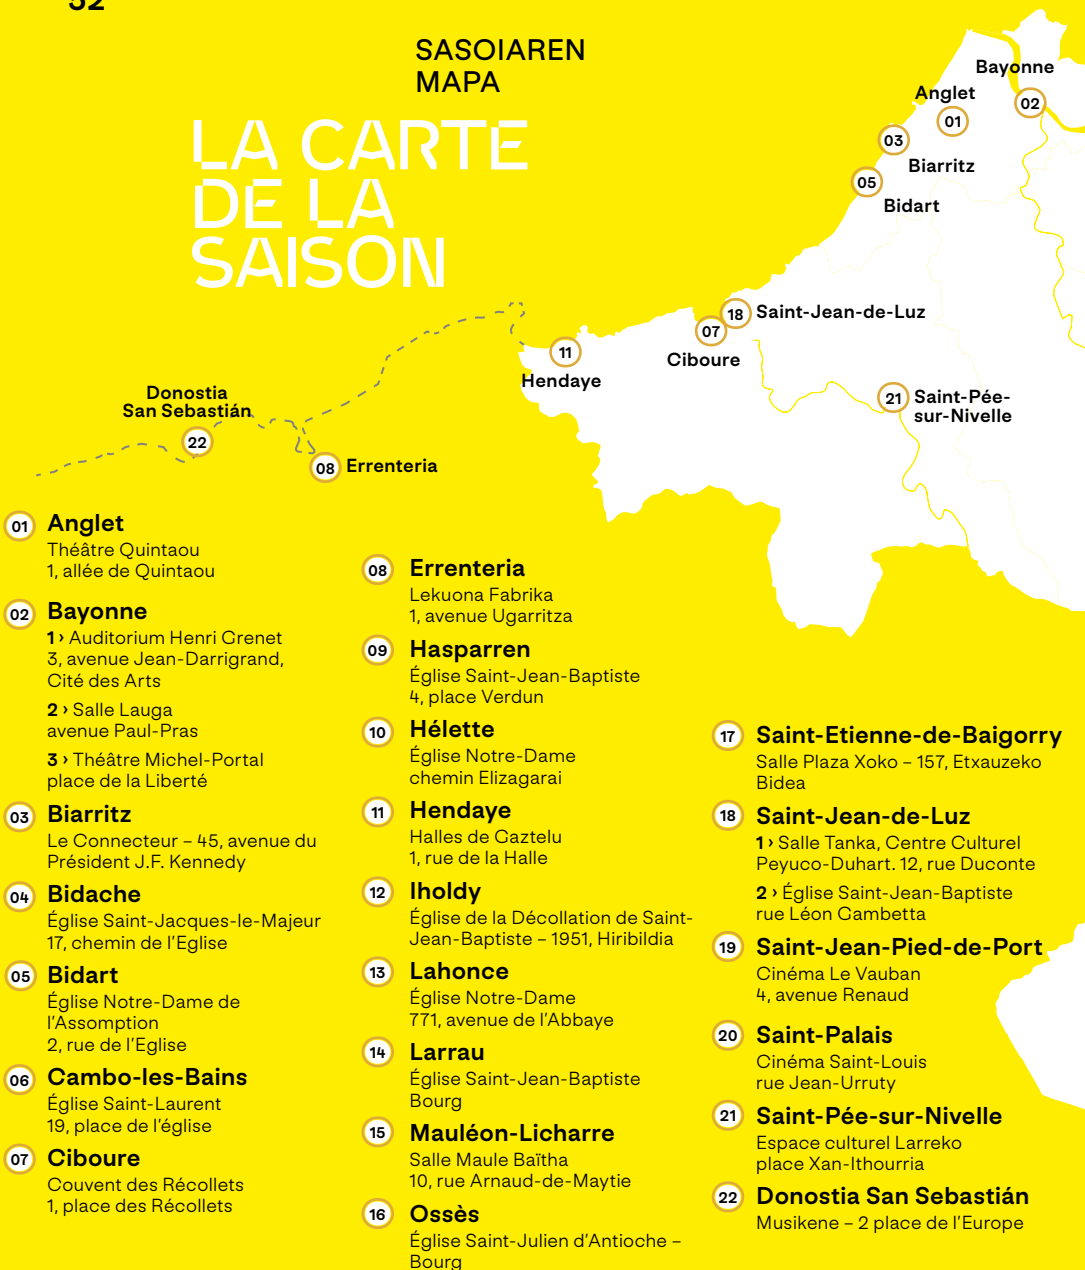 52
SASOIAREN
MAPA
LA CARTE
DE LA
SAISON
Bayonne
Anglet
02
01
03
Biarritz
05
Bidart
18 Saint-Jean-de-Luz
07
Ciboure
11
Hendaye
21 Saint-Pée-
sur-Nivelle
Donostia
San Sebastián
22
08 Errenteria
01 Anglet
Théâtre Quintaou
1, allée de Quintaou
02 Bayonne
1 › Auditorium Henri Grenet
3, avenue Jean-Darrigrand,
Cité des Arts
2 › Salle Lauga
avenue Paul-Pras
3 › Théâtre Michel-Portal
place de la Liberté
03 Biarritz
Le Connecteur – 45, avenue du
Président J.F. Kennedy
04 Bidache
Église Saint-Jacques-le-Majeur
17, chemin de l'Eglise
05 Bidart
Église Notre-Dame de
l'Assomption
2, rue de l'Eglise
06 Cambo-les-Bains
Église Saint-Laurent
19, place de l'église
07 Ciboure
Couvent des Récollets
1, place des Récollets
08 Errenteria
Lekuona Fabrika
1, avenue Ugarritza
09 Hasparren
Église Saint-Jean-Baptiste
4, place Verdun
10 Hélette
Église Notre-Dame
chemin Elizagarai
11 Hendaye
Halles de Gaztelu
1, rue de la Halle
12 Iholdy
Église de la Décollation de Saint-
Jean-Baptiste – 1951, Hiribildia
13 Lahonce
Église Notre-Dame
771, avenue de l'Abbaye
14 Larrau
Église Saint-Jean-Baptiste
Bourg
15 Mauléon-Licharre
Salle Maule Baïtha
10, rue Arnaud-de-Maytie
16 Ossès
Église Saint-Julien d'Antioche –
Bourg
17 Saint-Etienne-de-Baigorry
Salle Plaza Xoko – 157, Etxauzeko
Bidea
18 Saint-Jean-de-Luz
1 › Salle Tanka, Centre Culturel
Peyuco-Duhart. 12, rue Duconte
2 › Église Saint-Jean-Baptiste
rue Léon Gambetta
19 Saint-Jean-Pied-de-Port
Cinéma Le Vauban
4, avenue Renaud
20 Saint-Palais
Cinéma Saint-Louis
rue Jean-Urruty
21 Saint-Pée-sur-Nivelle
Espace culturel Larreko
place Xan-Ithourria
22 Donostia San Sebastián
Musikene – 2 place de l'Europe